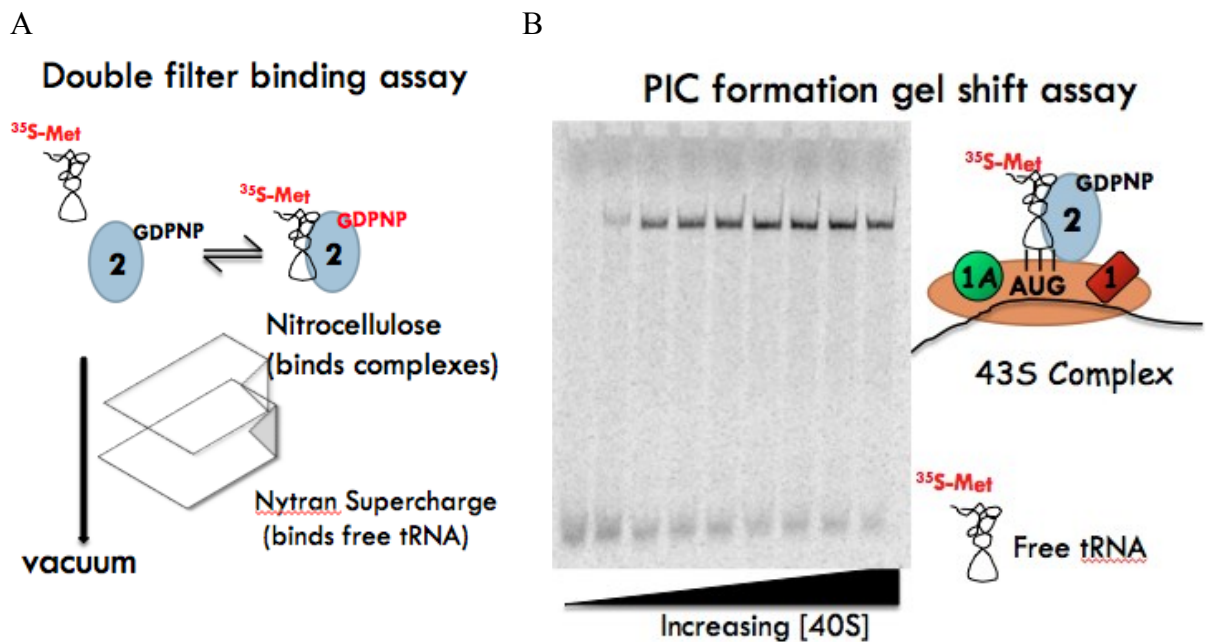 A
B
Double filter binding assay
PIC formation gel shift assay
³⁵S-Met
³⁵S-Met
GDPNP
2
GDPNP
2
Nitrocellulose
(binds complexes)
Nytran Supercharge
(binds free tRNA)
vacuum
³⁵S-Met
GDPNP
2
1A
AUG
1
43S Complex
³⁵S-Met
Free tRNA
Increasing [40S]